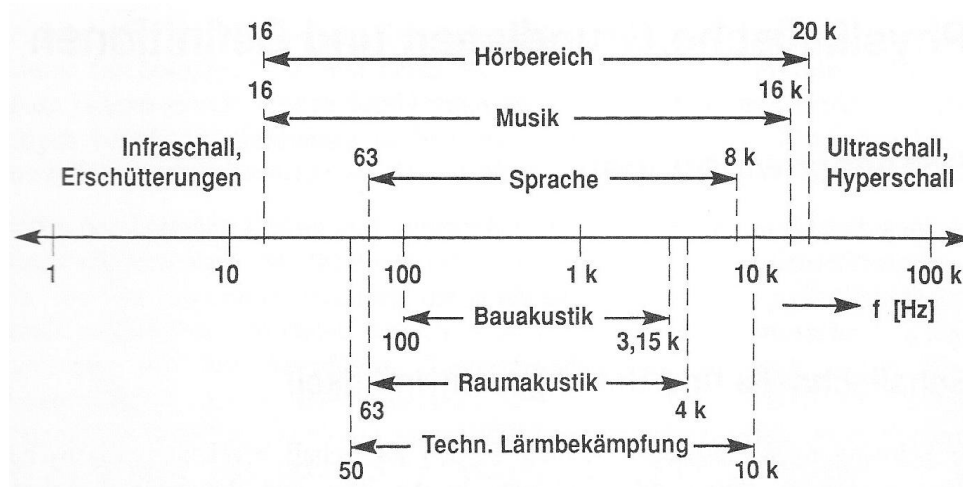 16 20 k
Hörbereich
16 16 k
Musik
Infraschall,
Erschütterungen
63 8 k
Sprache
Ultraschall,
Hyperschall
1 10 100 1 k 10 k 100 k
f [Hz]
Bauakustik
100 3,15 k
Raumakustik
63 4 k
Techn. Lärmbekämpfung
50 10 k